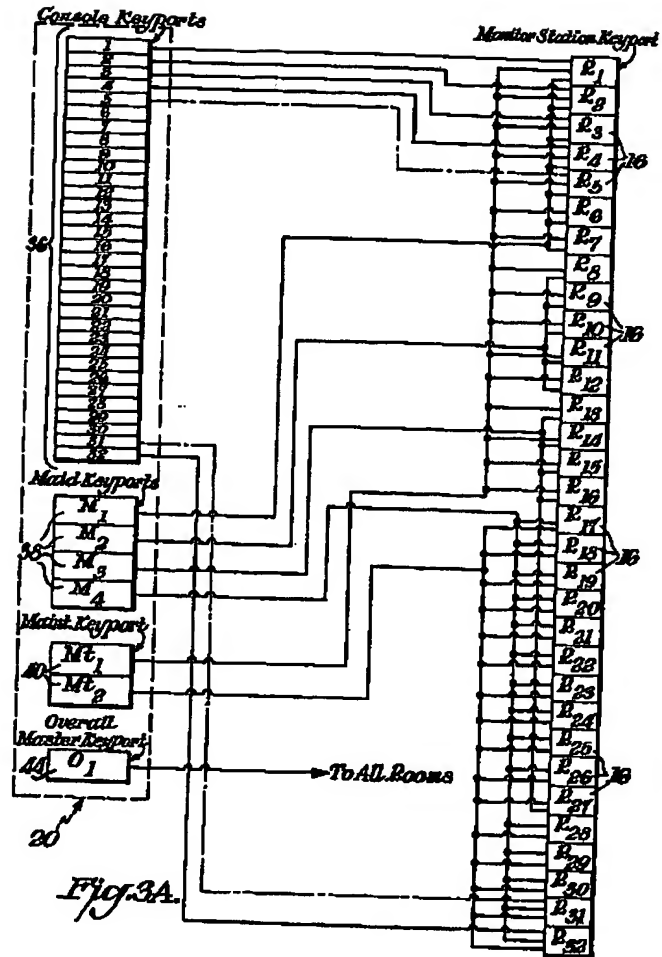 Console Keyports
1
2
3
4
5
6
7
8
9
10
11
12
13
14
15
16
17
18
19
20
21
22
23
24
25
26
27
28
29
30
31
32
36
Maid Keyports
M1
M2
M3
M4
38
Maint. Keyport
Mt1
Mt2
40
Overall
Master Keyport
O1
44
20
To All Rooms
Monitor Station Keyport
R1
R2
R3
R4
R5
16
R6
R7
R8
R9
R10
R11
16
R12
R13
R14
R15
R16
R17
R18
R19
16
R20
R21
R22
R23
R24
R25
R26
R27
16
R28
R29
R30
R31
R32
Fig. 3A.